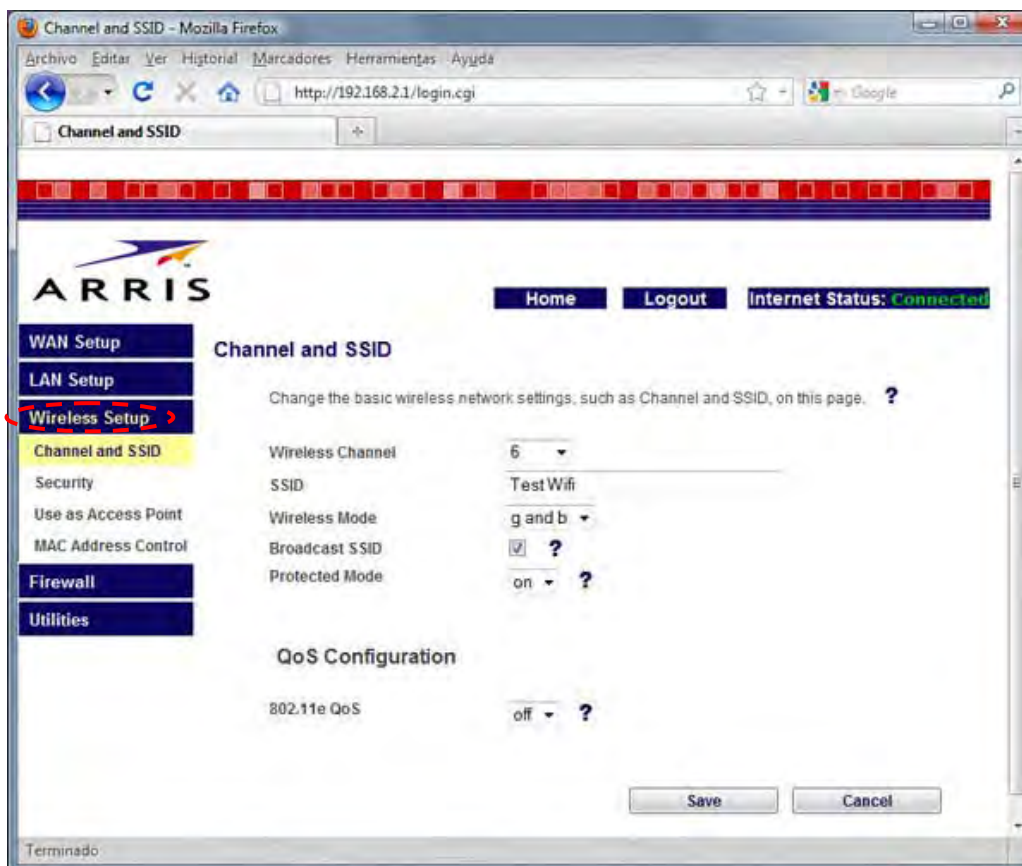 Channel and SSID - Mozilla Firefox
Archivo Editar Ver Historial Marcadores Herramientas Ayuda
http://192.168.2.1/login.cgi
Google
Channel and SSID
ARRIS
Home Logout Internet Status: Connected
WAN Setup
LAN Setup
Wireless Setup
Channel and SSID
Security
Use as Access Point
MAC Address Control
Firewall
Utilities
Channel and SSID
Change the basic wireless network settings, such as Channel and SSID, on this page. ?
Wireless Channel 6
SSID Test Wifi
Wireless Mode g and b
Broadcast SSID ?
Protected Mode on ?
QoS Configuration
802.11e QoS off ?
Save Cancel
Terminado